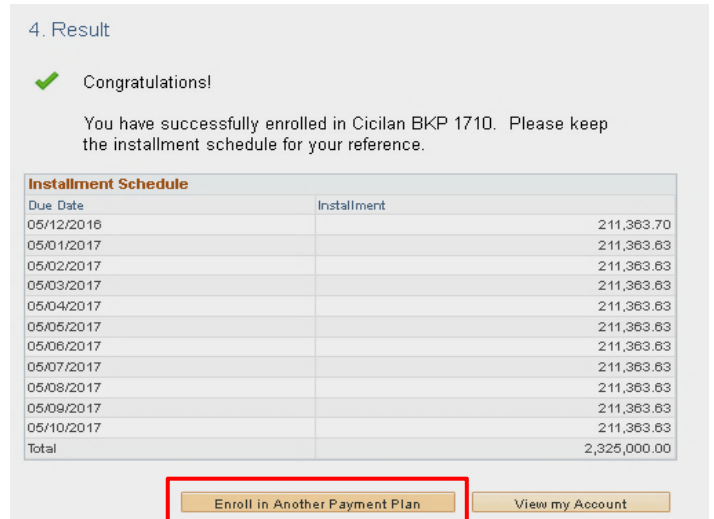 4. Result
Congratulations!
You have successfully enrolled in Cicilan BKP 1710. Please keep
the installment schedule for your reference.
Installment Schedule
Due Date Installment
05/12/2016 211,363.70
05/01/2017 211,363.63
05/02/2017 211,363.63
05/03/2017 211,363.63
05/04/2017 211,363.63
05/05/2017 211,363.63
05/06/2017 211,363.63
05/07/2017 211,363.63
05/08/2017 211,363.63
05/09/2017 211,363.63
05/10/2017 211,363.63
Total 2,325,000.00
Enroll in Another Payment Plan View my Account